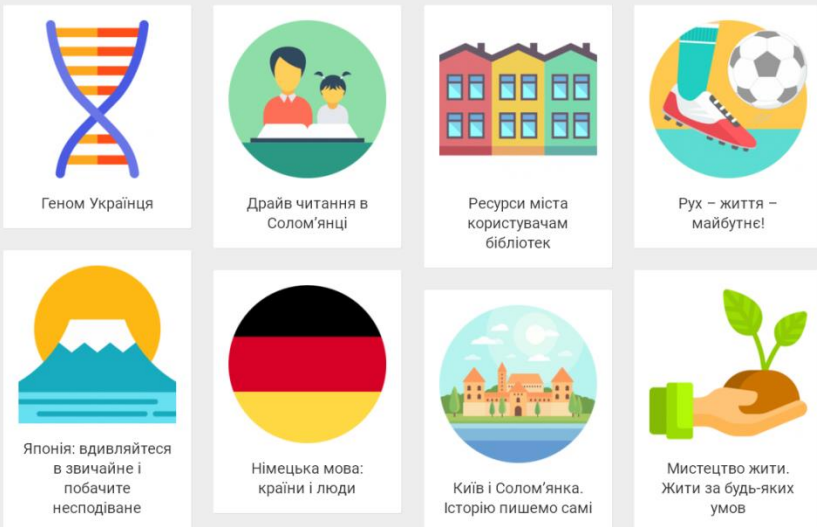 Геном Українця
Драйв читання в
Солом'янці
Ресурси міста
користувачам
бібліотек
Рух – життя –
майбутнє!
Японія: вдивляйтеся
в звичайне і
побачите
несподіване
Німецька мова:
країни і люди
Київ і Солом'янка.
Історію пишемо самі
Мистецтво жити.
Жити за будь-яких
умов